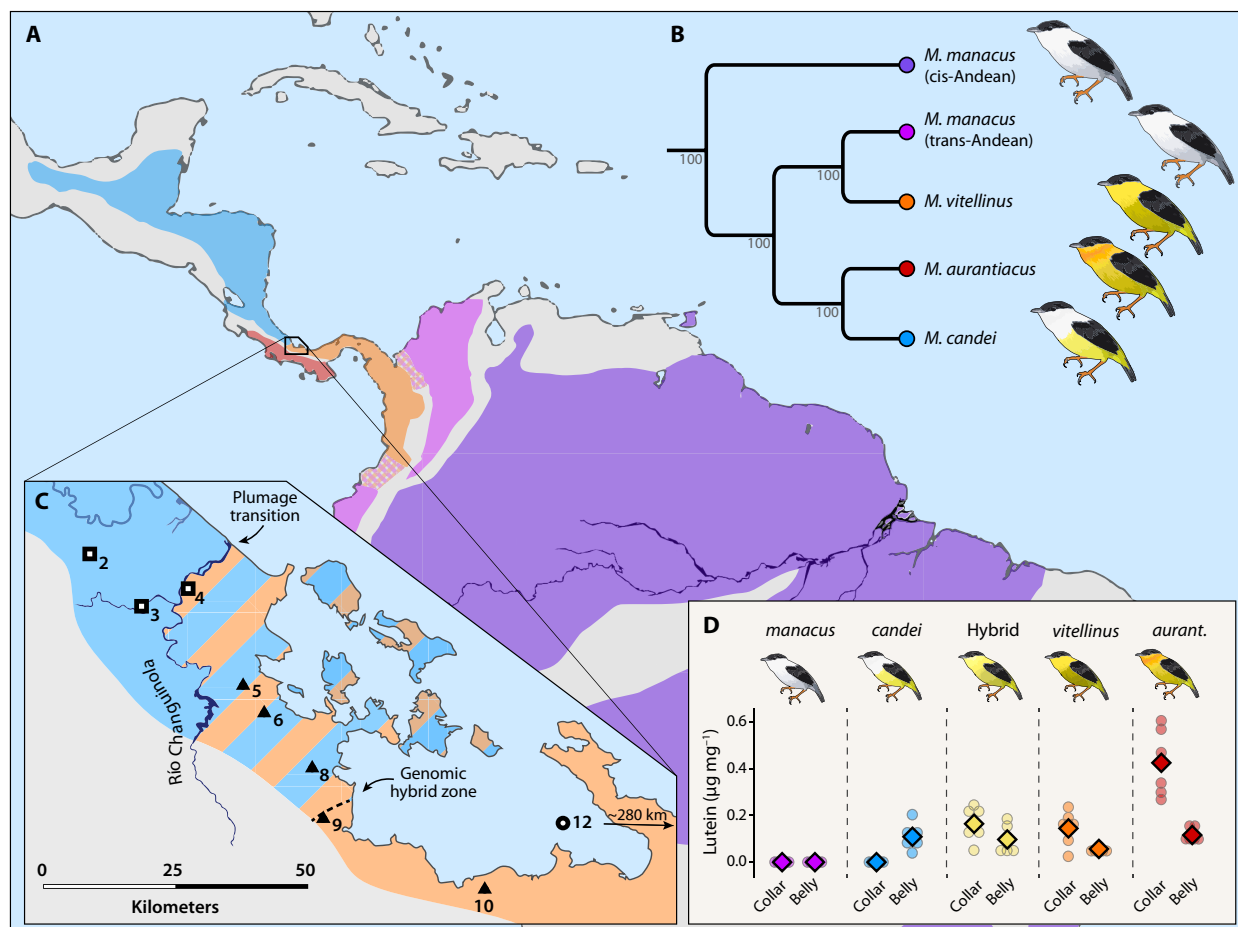 A
B
M. manacus
(cis-Andean)
M. manacus
(trans-Andean)
M. vitellinus
M. aurantiacus
M. candei
100
100
100
100
C
Plumage
transition
2
3
4
5
6
8
9
10
12
~280 km
Río Changuinola
Genomic
hybrid zone
0
25
50
Kilometers
D
manacus
candei
Hybrid
vitellinus
aurant.
Lutein (µg mg⁻¹)
0.6
0.4
0.2
0.0
Collar
Belly
Collar
Belly
Collar
Belly
Collar
Belly
Collar
Belly